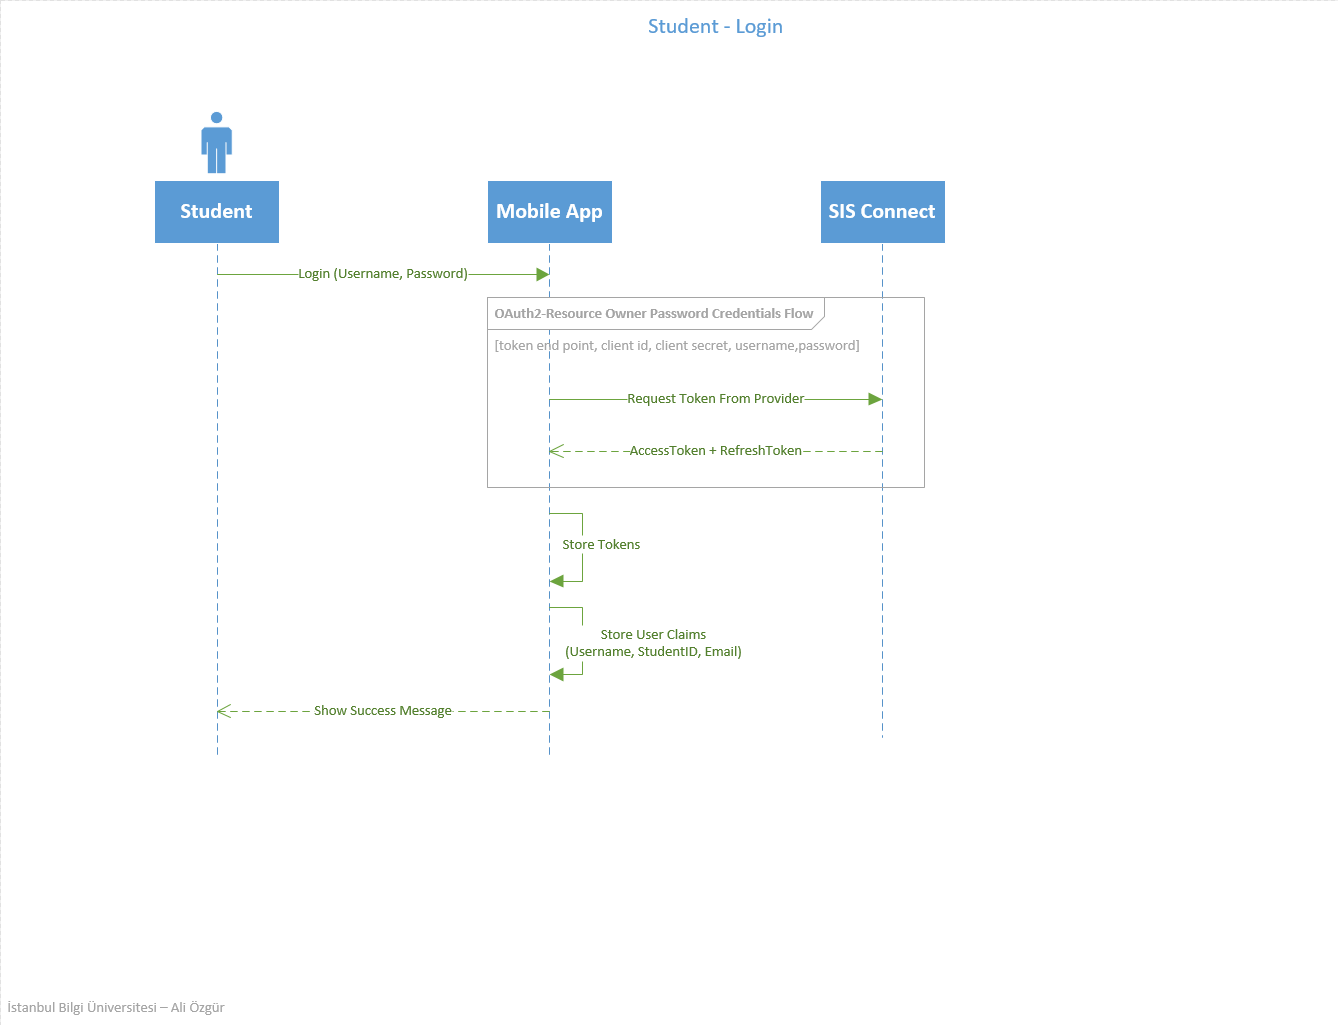 Student - Login
Student
Mobile App
SIS Connect
Login (Username, Password)
OAuth2-Resource Owner Password Credentials Flow
[token end point, client id, client secret, username,password]
Request Token From Provider
AccessToken + RefreshToken
Store Tokens
Store User Claims
(Username, StudentID, Email)
Show Success Message
İstanbul Bilgi Üniversitesi – Ali Özgür